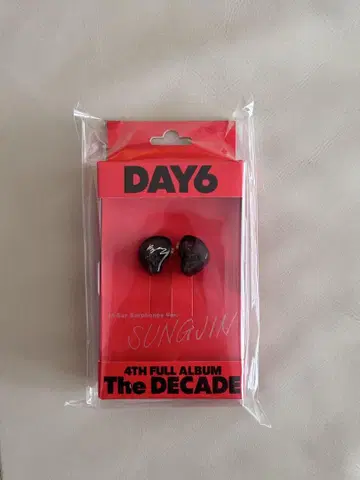 DAY6
SUNGJIN
4TH FULL ALBUM
The DECADE